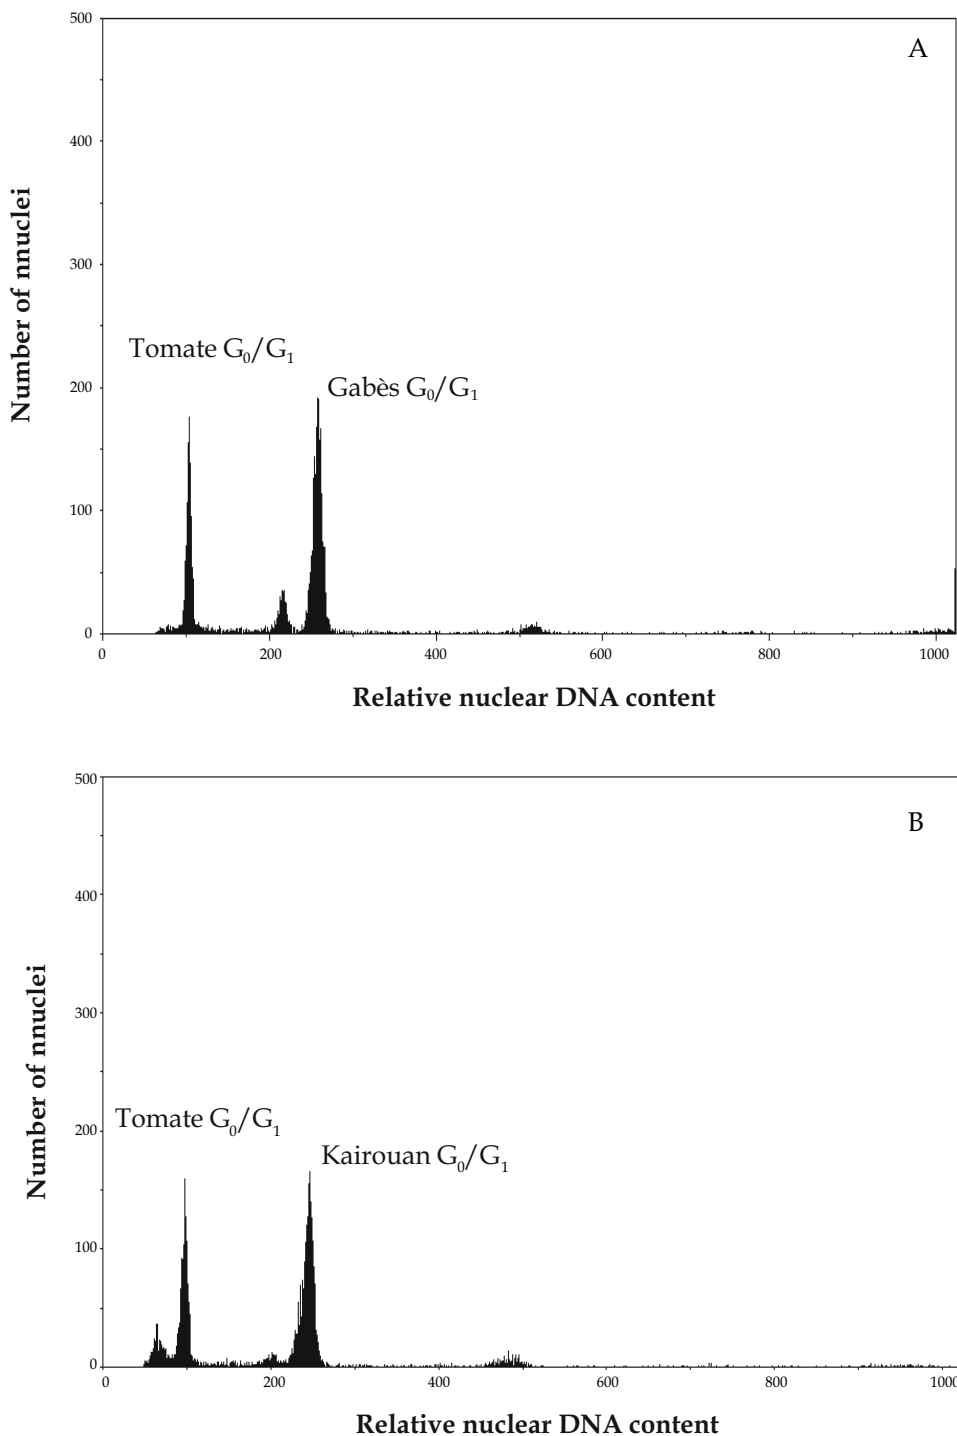 A
500
400
300
200
100
0
Number of nnuclei
Tomate G₀/G₁
Gabès G₀/G₁
0 200 400 600 800 1000
Relative nuclear DNA content
B
500
400
300
200
100
0
Number of nnuclei
Tomate G₀/G₁
Kairouan G₀/G₁
0 200 400 600 800 1000
Relative nuclear DNA content